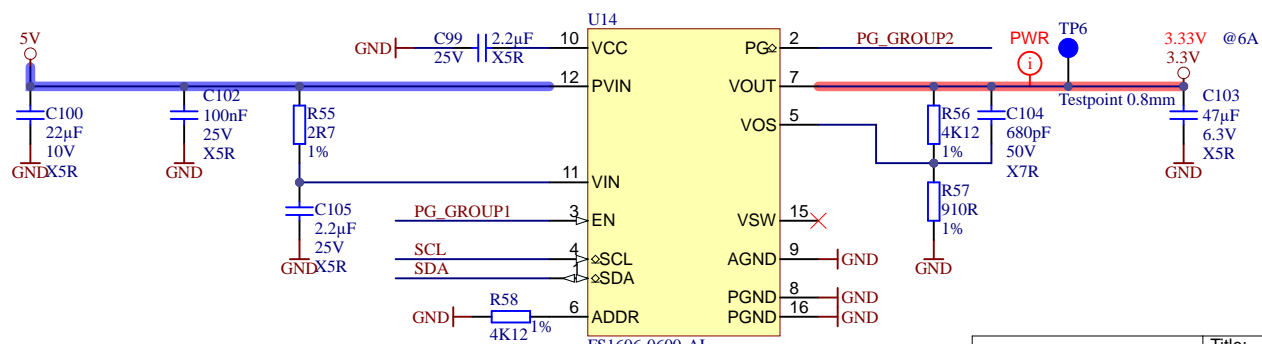 U14
5V
GND
C99
25V
2.2µF
X5R
10
VCC
PG
2
PG_GROUP2
PWR
i
TP6
3.33V @6A
3.3V
12
PVIN
VOUT
7
Testpoint 0.8mm
C100
22µF
10V
X5R
GND
C102
100nF
25V
X5R
GND
R55
2R7
1%
VOS
5
R56
4K12
1%
C104
680pF
50V
X7R
C103
47µF
6.3V
X5R
GND
11
VIN
C105
2.2µF
25V
X5R
GND
PG_GROUP1
3
EN
VSW
15
R57
910R
1%
GND
SCL
4
SCL
AGND
9
GND
SDA
1
SDA
PGND
8
GND
GND
R58
4K12
1%
6
ADDR
PGND
16
GND
FS1606-0600-AL
Title: